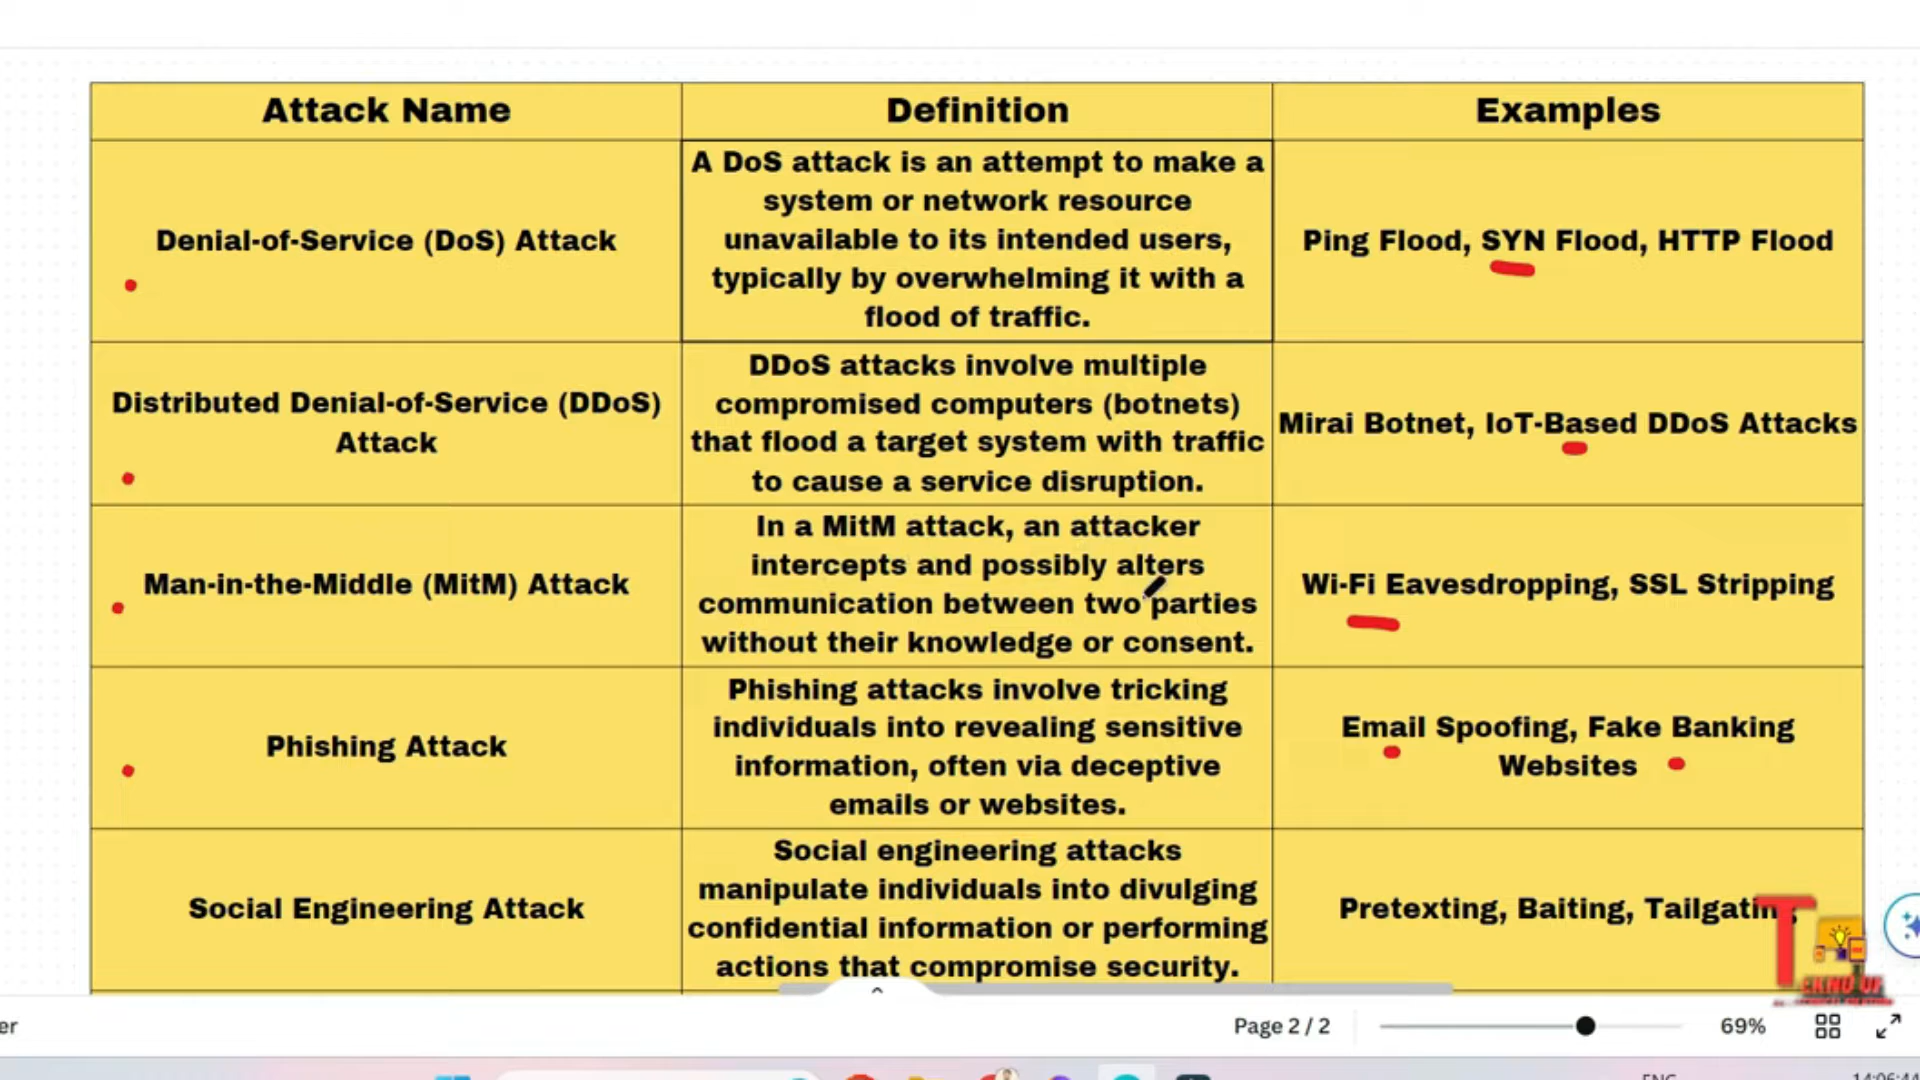 Attack Name
Definition
Examples
Denial-of-Service (DoS) Attack
A DoS attack is an attempt to make a
system or network resource
unavailable to its intended users,
typically by overwhelming it with a
flood of traffic.
Ping Flood, SYN Flood, HTTP Flood
Distributed Denial-of-Service (DDoS)
Attack
DDoS attacks involve multiple
compromised computers (botnets)
that flood a target system with traffic
to cause a service disruption.
Mirai Botnet, IoT-Based DDoS Attacks
Man-in-the-Middle (MitM) Attack
In a MitM attack, an attacker
intercepts and possibly alters
communication between two parties
without their knowledge or consent.
Wi-Fi Eavesdropping, SSL Stripping
Phishing Attack
Phishing attacks involve tricking
individuals into revealing sensitive
information, often via deceptive
emails or websites.
Email Spoofing, Fake Banking
Websites
Social Engineering Attack
Social engineering attacks
manipulate individuals into divulging
confidential information or performing
actions that compromise security.
Pretexting, Baiting, Tailgating
er
Page 2 / 2
69%
ENG
14:06:44